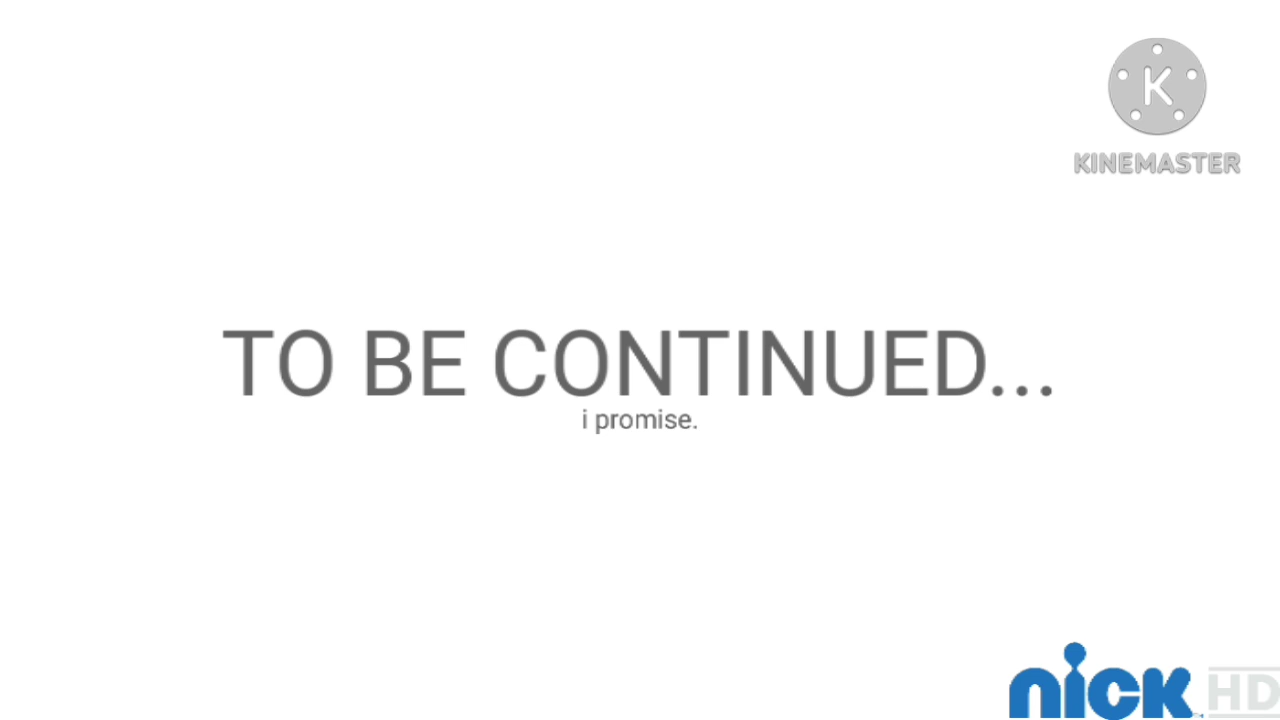 K
KINEMASTER
TO BE CONTINUED...
i promise.
nick HD